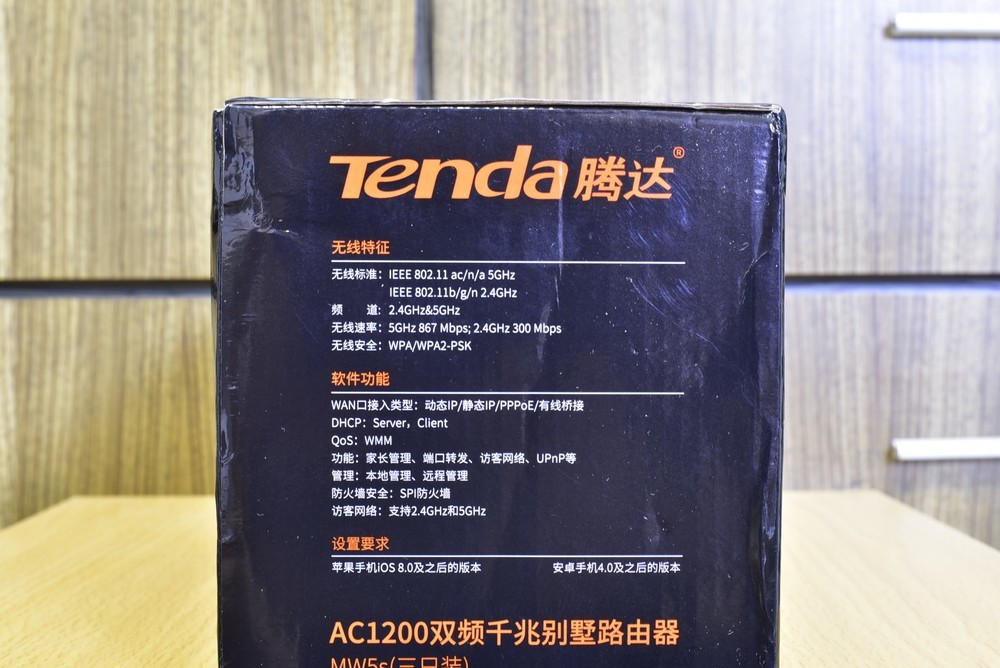 Tenda 腾达®
无线特征
无线标准：IEEE 802.11 ac/n/a 5GHz
IEEE 802.11b/g/n 2.4GHz
频 道：2.4GHz&5GHz
无线速率：5GHz 867 Mbps; 2.4GHz 300 Mbps
无线安全：WPA/WPA2-PSK
软件功能
WAN口接入类型：动态IP/静态IP/PPPoE/有线桥接
DHCP：Server，Client
QoS：WMM
功能：家长管理、端口转发、访客网络、UPnP等
管理：本地管理、远程管理
防火墙安全：SPI防火墙
访客网络：支持2.4GHz和5GHz
设置要求
苹果手机iOS 8.0及之后的版本 安卓手机4.0及之后的版本
AC1200双频千兆别墅路由器
MW5s(三只装)